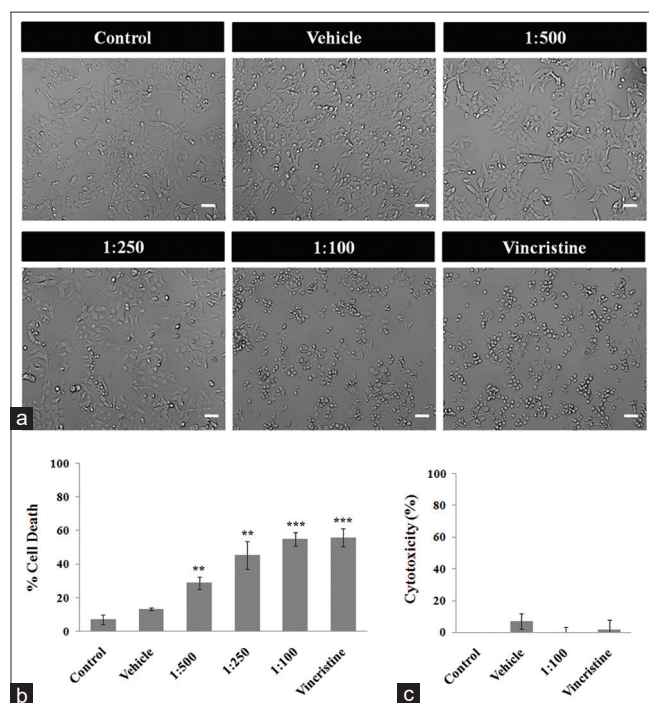 Control
Vehicle
1:500
1:250
1:100
Vincristine
a
100
80
60
40
20
0
% Cell Death
**
**
***
***
Control
Vehicle
1:500
1:250
1:100
Vincristine
b
100
80
60
40
20
0
Cytotoxicity (%)
Control
Vehicle
1:100
Vincristine
c